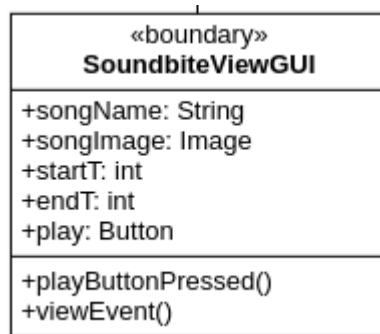 «boundary»
SoundbiteViewGUI
+songName: String
+songImage: Image
+startT: int
+endT: int
+play: Button
+playButtonPressed()
+viewEvent()